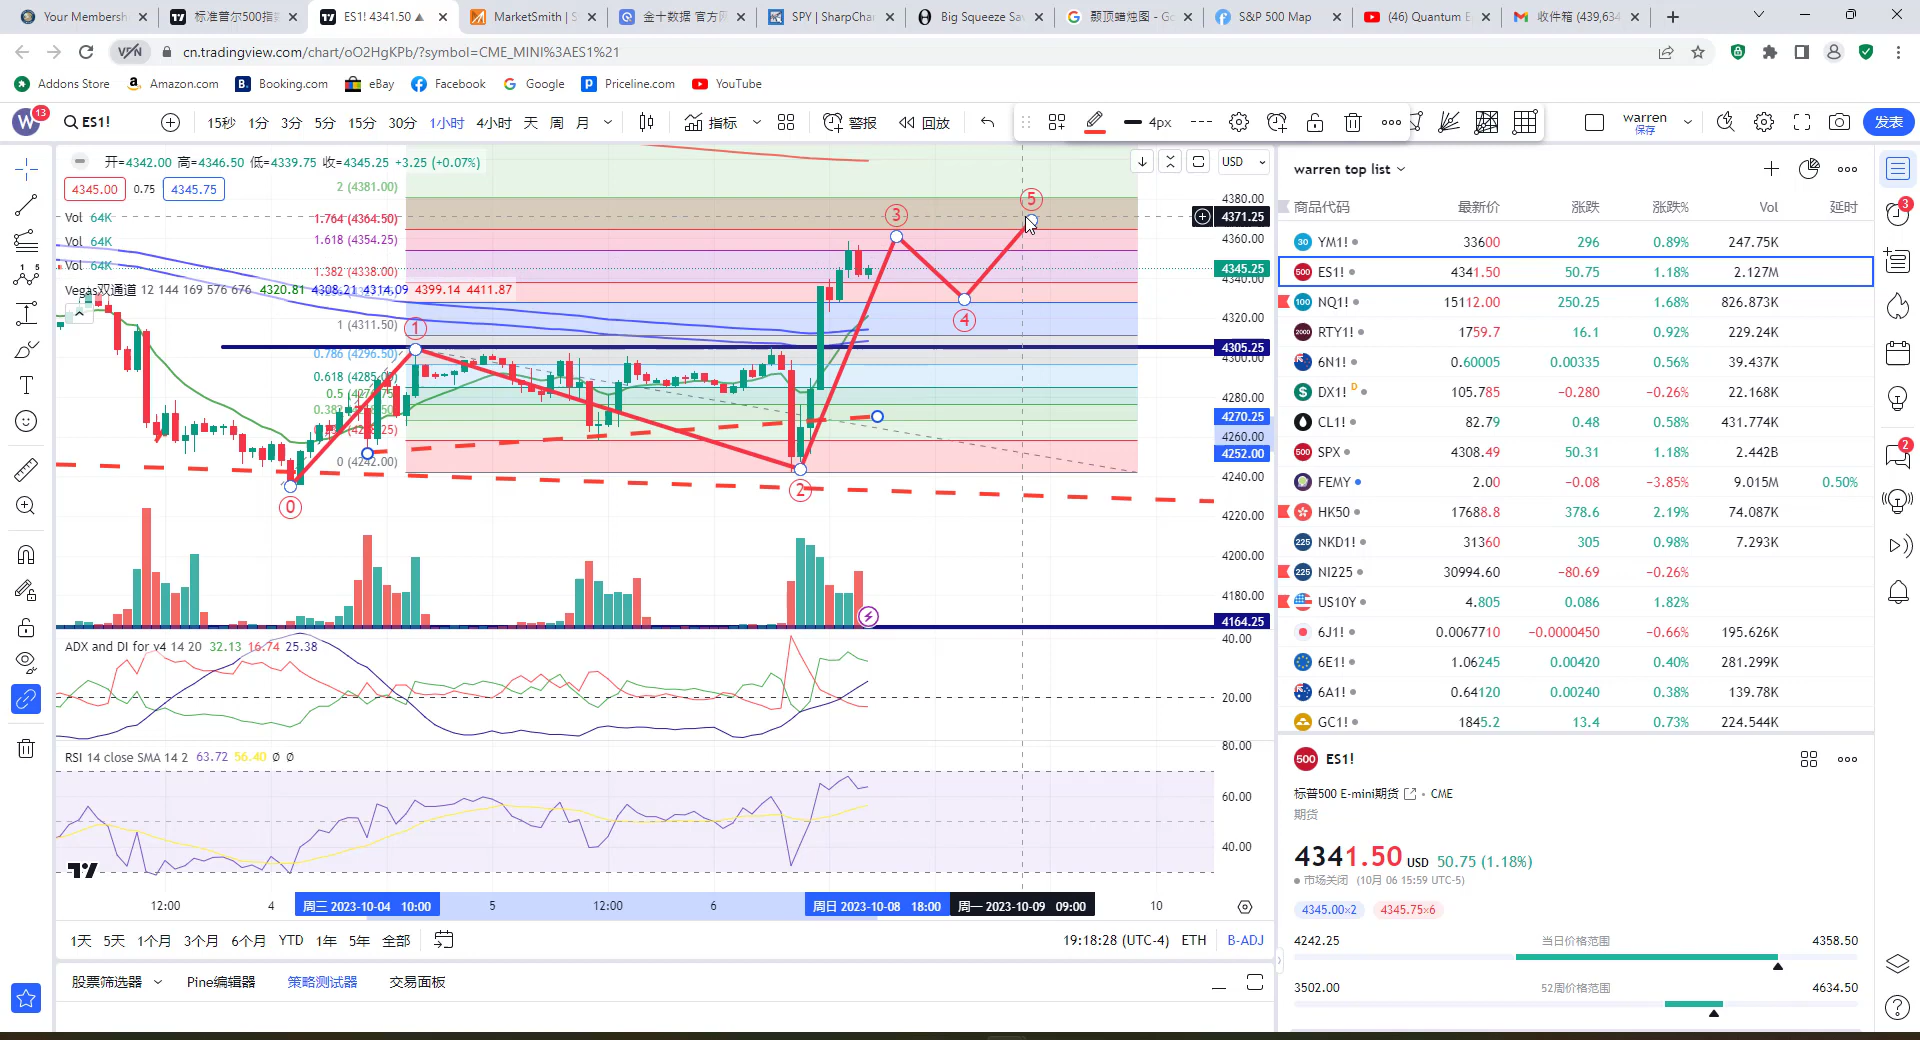 Your Membersh
标准普尔500指
ES1! 4341.50
MarketSmith | S
金十数据 官方网
SPY | SharpChar
Big Squeeze Sa
颞顶蜡烛图 - Go
S&P 500 Map
(46) Quantum E
收件箱 (439,634
VPN
cn.tradingview.com/chart/oO2HgKPb/?symbol=CME_MINI%3AES1%21
Addons Store
Amazon.com
Booking.com
eBay
Facebook
Google
Priceline.com
YouTube
W 13
ES1!
15秒 1分 3分 5分 15分 30分 1小时 4小时 天 周 月
指标
警报
回放
4px
warren
保存
发表
开=4342.00 高=4346.50 低=4339.75 收=4345.25 +3.25 (+0.07%)
4345.00 0.75 4345.75
Vol 64K
Vol 64K
Vol 64K
Vegas双通道 12 144 169 576 676 4320.81 4308.21 4314.09 4399.14 4411.87
2 (4381.00)
1.764 (4364.50)
1.618 (4354.25)
1.382 (4338.00)
1 (4311.50)
0.786 (4296.50)
0 (4242.00)
0
1
2
3
4
5
USD
4380.00
4371.25
4360.00
4345.25
4340.00
4320.00
4305.25
4300.00
4280.00
4270.25
4260.00
4252.00
4240.00
4220.00
4200.00
4180.00
4164.25
ADX and DI for v4 14 20 32.13 16.74 25.38
40.00
20.00
RSI 14 close SMA 14 2 63.72 56.40 Ø Ø
80.00
60.00
40.00
12:00
4
周三 2023-10-04 10:00
5
12:00
6
周日 2023-10-08 18:00
周一 2023-10-09 09:00
10
1天 5天 1个月 3个月 6个月 YTD 1年 5年 全部
19:18:28 (UTC-4) ETH B-ADJ
股票筛选器 Pine编辑器 策略测试器 交易面板
warren top list
商品代码 最新价 涨跌 涨跌% Vol 延时
30 YM1! 33600 296 0.89% 247.75K
500 ES1! 4341.50 50.75 1.18% 2.127M
100 NQ1! 15112.00 250.25 1.68% 826.873K
2000 RTY1! 1759.7 16.1 0.92% 229.24K
6N1! 0.60005 0.00335 0.56% 39.437K
DX1! D 105.785 −0.280 −0.26% 22.168K
CL1! 82.79 0.48 0.58% 431.774K
500 SPX 4308.49 50.31 1.18% 2.442B
FEMY 2.00 −0.08 −3.85% 9.015M 0.50%
HK50 17688.8 378.6 2.19% 74.087K
225 NKD1! 31360 305 0.98% 7.293K
225 NI225 30994.60 −80.69 −0.26%
US10Y 4.805 0.086 1.82%
6J1! 0.0067710 −0.0000450 −0.66% 195.626K
6E1! 1.06245 0.00420 0.40% 281.299K
6A1! 0.64120 0.00240 0.38% 139.78K
GC1! 1845.2 13.4 0.73% 224.544K
500 ES1!
标普500 E-mini期货 • CME
期货
4341.50 USD 50.75 (1.18%)
市场关闭 (10月 06 15:59 UTC-5)
4345.00×2 4345.75×6
4242.25 当日价格范围 4358.50
3502.00 52周价格范围 4634.50
3
2